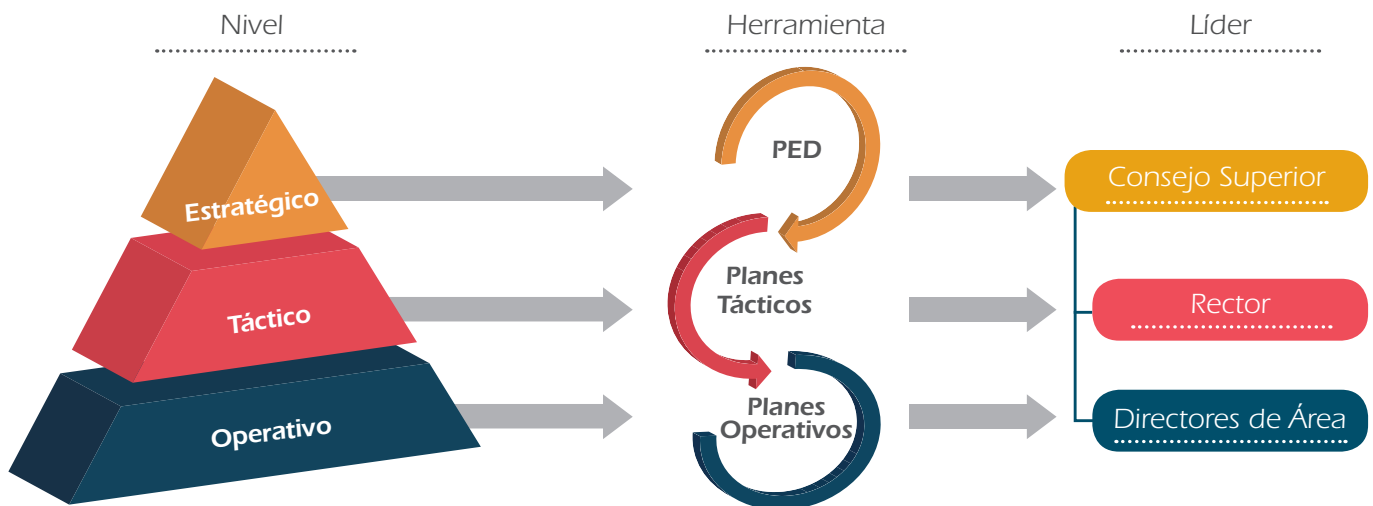 Nivel
Herramienta
Líder
Estratégico
PED
Consejo Superior
Táctico
Planes
Tácticos
Rector
Operativo
Planes
Operativos
Directores de Área